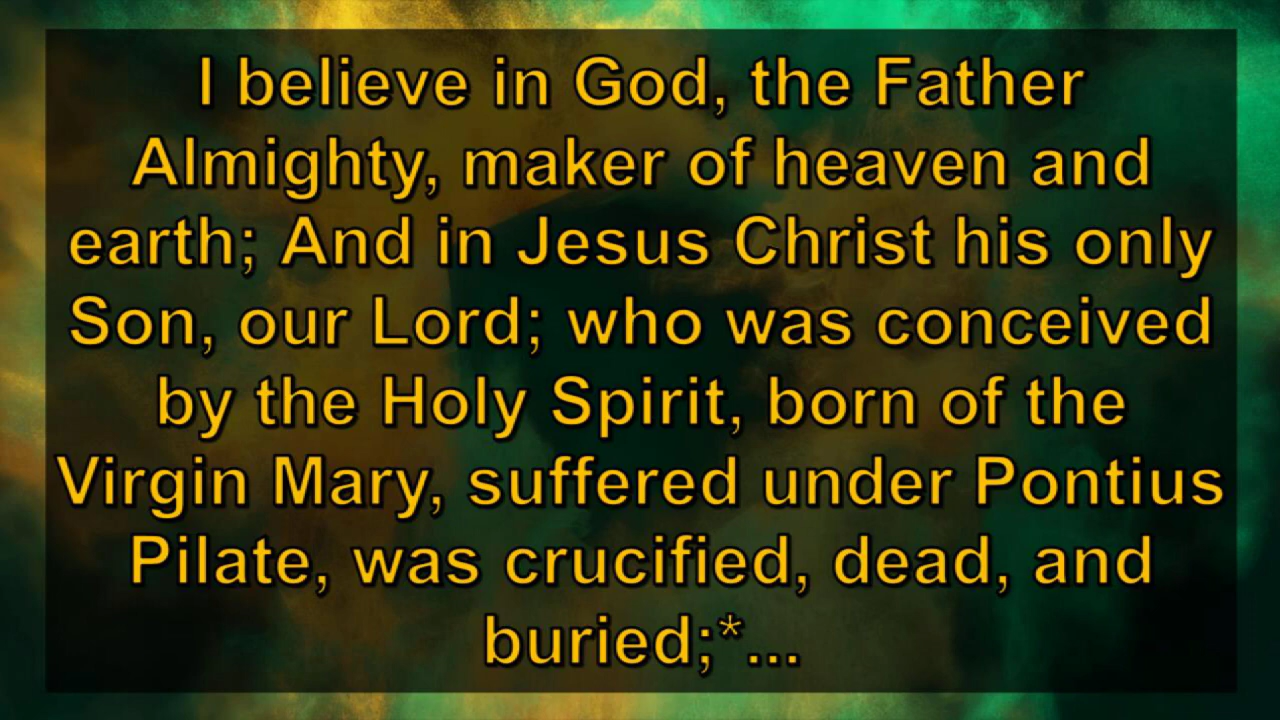 I believe in God, the Father
Almighty, maker of heaven and
earth; And in Jesus Christ his only
Son, our Lord; who was conceived
by the Holy Spirit, born of the
Virgin Mary, suffered under Pontius
Pilate, was crucified, dead, and
buried;*...